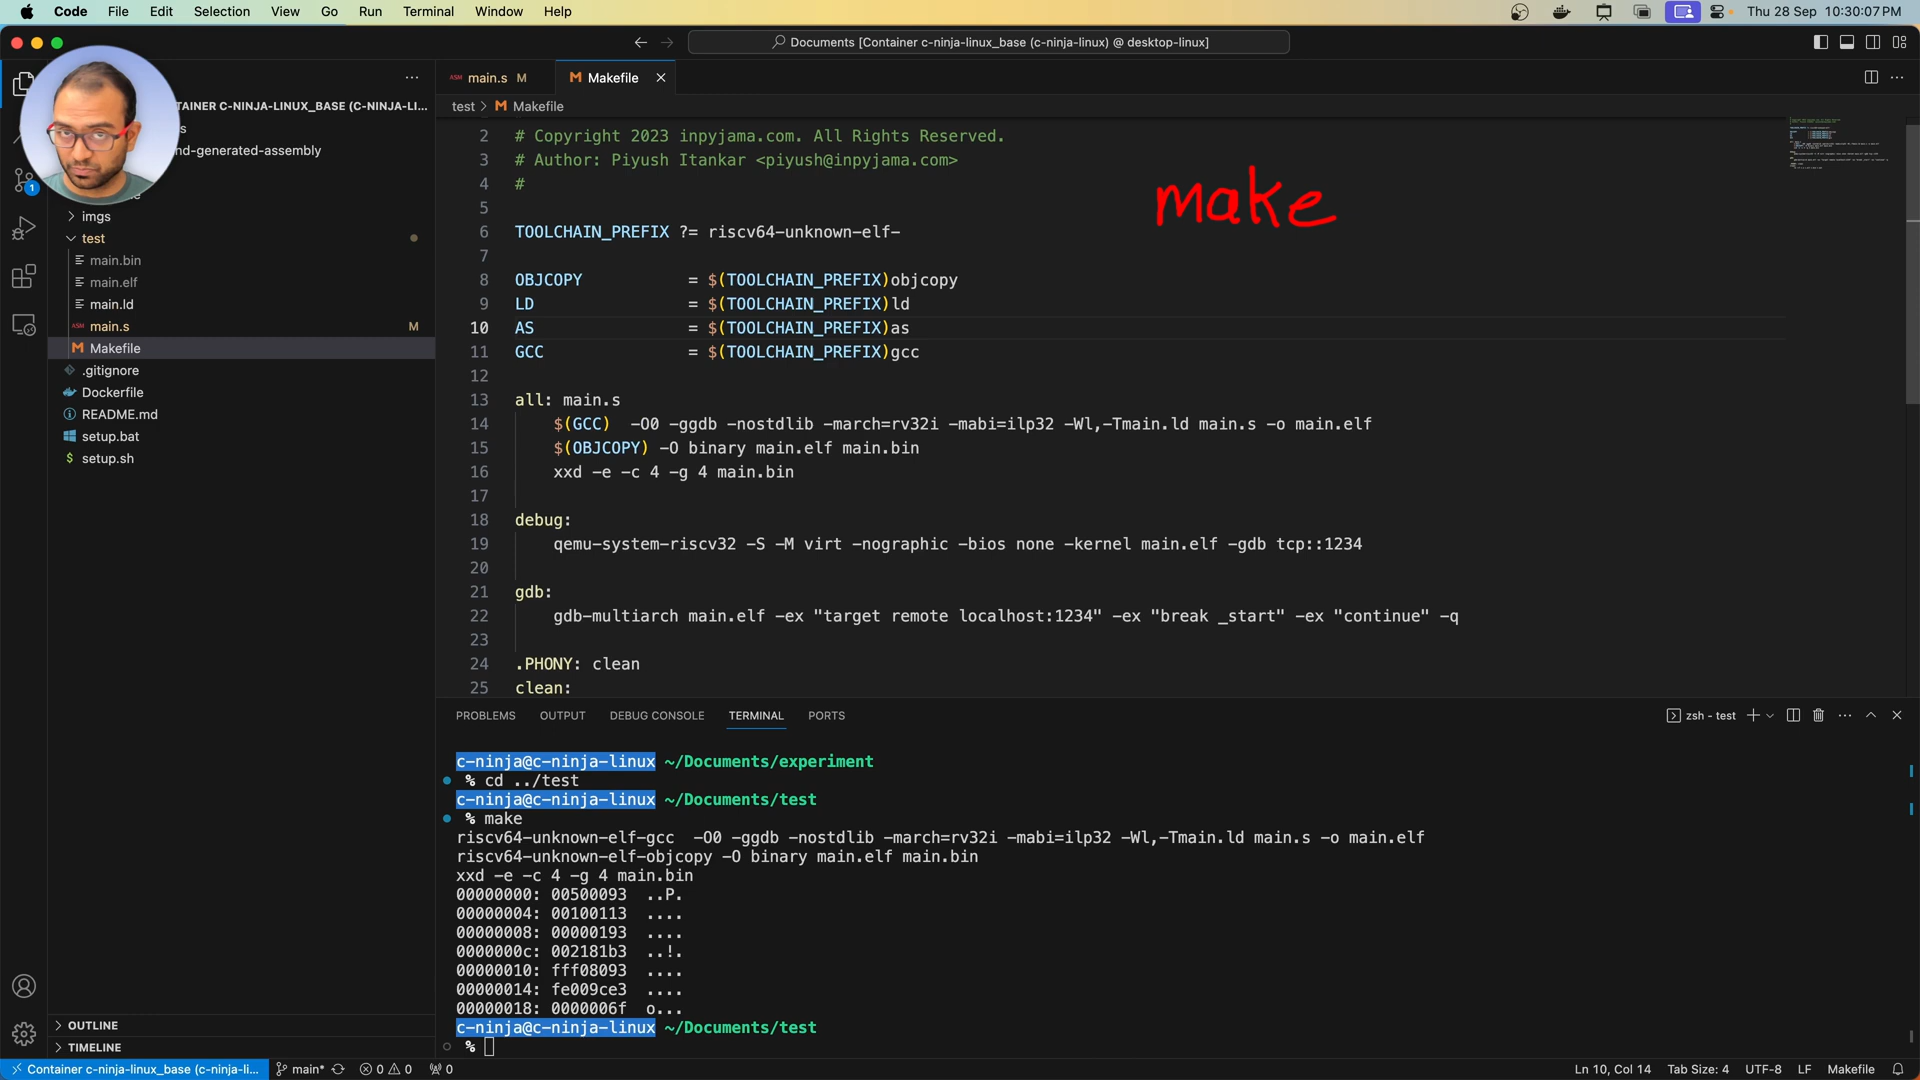 Code File Edit Selection View Go Run Terminal Window Help
Thu 28 Sep 10:30:07 PM
Documents [Container c-ninja-linux_base (c-ninja-linux) @ desktop-linux]
TAINER C-NINJA-LINUX_BASE (C-NINJA-LI...
s
nd-generated-assembly
imgs
test
main.bin
main.elf
main.ld
ASM main.s M
Makefile
.gitignore
Dockerfile
README.md
setup.bat
setup.sh
OUTLINE
TIMELINE
1
ASM main.s M
Makefile
test > Makefile
2 # Copyright 2023 inpyjama.com. All Rights Reserved.
3 # Author: Piyush Itankar <piyush@inpyjama.com>
4 #
5
6 TOOLCHAIN_PREFIX ?= riscv64-unknown-elf-
7
8 OBJCOPY = $(TOOLCHAIN_PREFIX)objcopy
9 LD = $(TOOLCHAIN_PREFIX)ld
10 AS = $(TOOLCHAIN_PREFIX)as
11 GCC = $(TOOLCHAIN_PREFIX)gcc
12
13 all: main.s
14 $(GCC) -O0 -ggdb -nostdlib -march=rv32i -mabi=ilp32 -Wl,-Tmain.ld main.s -o main.elf
15 $(OBJCOPY) -O binary main.elf main.bin
16 xxd -e -c 4 -g 4 main.bin
17
18 debug:
19 qemu-system-riscv32 -S -M virt -nographic -bios none -kernel main.elf -gdb tcp::1234
20
21 gdb:
22 gdb-multiarch main.elf -ex "target remote localhost:1234" -ex "break _start" -ex "continue" -q
23
24 .PHONY: clean
25 clean:
make
PROBLEMS OUTPUT DEBUG CONSOLE TERMINAL PORTS
zsh - test
c-ninja@c-ninja-linux ~/Documents/experiment
% cd ../test
c-ninja@c-ninja-linux ~/Documents/test
% make
riscv64-unknown-elf-gcc -O0 -ggdb -nostdlib -march=rv32i -mabi=ilp32 -Wl,-Tmain.ld main.s -o main.elf
riscv64-unknown-elf-objcopy -O binary main.elf main.bin
xxd -e -c 4 -g 4 main.bin
00000000: 00500093 ..P.
00000004: 00100113 ....
00000008: 00000193 ....
0000000c: 002181b3 ..!.
00000010: fff08093 ....
00000014: fe009ce3 ....
00000018: 0000006f o...
c-ninja@c-ninja-linux ~/Documents/test
%
Container c-ninja-linux_base (c-ninja-li... main* 0 0 0
Ln 10, Col 14 Tab Size: 4 UTF-8 LF Makefile